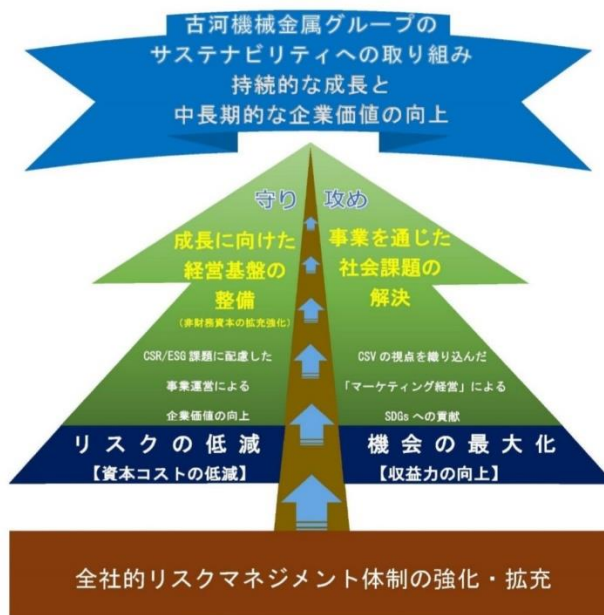 古河機械金属グループの
サステナビリティへの取り組み
持続的な成長と
中長期的な企業価値の向上
守り 攻め
成長に向けた
経営基盤の
整備
(非財務資本の拡充強化)
事業を通じた
社会課題の
解決
CSR/ESG 課題に配慮した
事業運営による
企業価値の向上
CSV の視点を織り込んだ
「マーケティング経営」による
SDGs への貢献
リスクの低減
【資本コストの低減】
機会の最大化
【収益力の向上】
全社的リスクマネジメント体制の強化・拡充